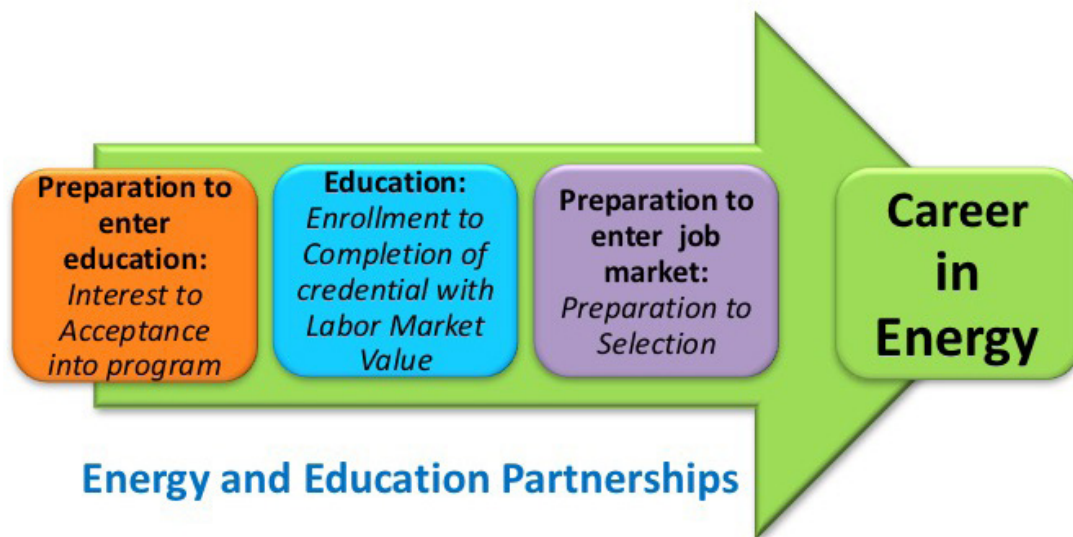 Preparation to
enter
education:
Interest to
Acceptance
into program
Education:
Enrollment to
Completion of
credential with
Labor Market
Value
Preparation to
enter job
market:
Preparation to
Selection
Career
in
Energy
Energy and Education Partnerships